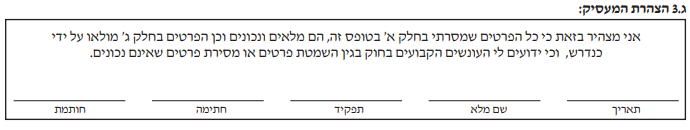 ג.3 הצהרת המעסיק:
אני מצהיר בזאת כי כל הפרטים שמסרתי בחלק א' בטופס זה, הם מלאים ונכונים וכן הפרטים בחלק ג' מולאו על ידי
כנדרש, וכי ידועים לי העונשים הקבועים בחוק בגין השמטת פרטים או מסירת פרטים שאינם נכונים.
תאריך שם מלא תפקיד חתימה חותמת